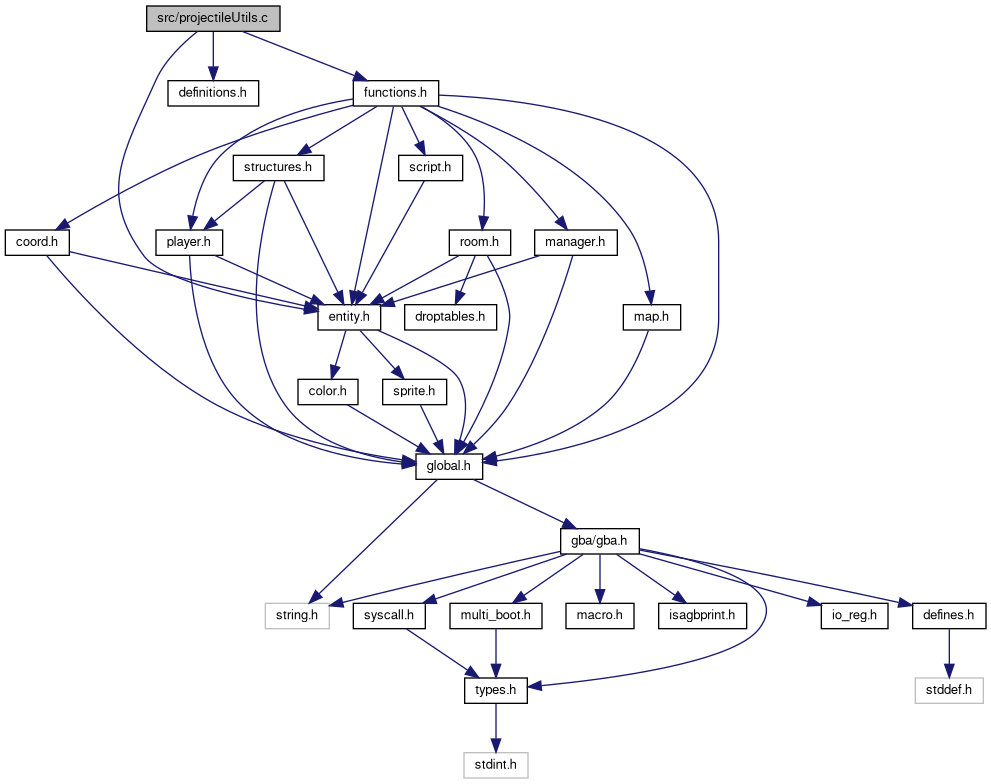 src/projectileUtils.c
definitions.h
functions.h
structures.h
script.h
coord.h
player.h
room.h
manager.h
entity.h
droptables.h
map.h
color.h
sprite.h
global.h
gba/gba.h
string.h
syscall.h
multi_boot.h
macro.h
isagbprint.h
io_reg.h
defines.h
types.h
stddef.h
stdint.h